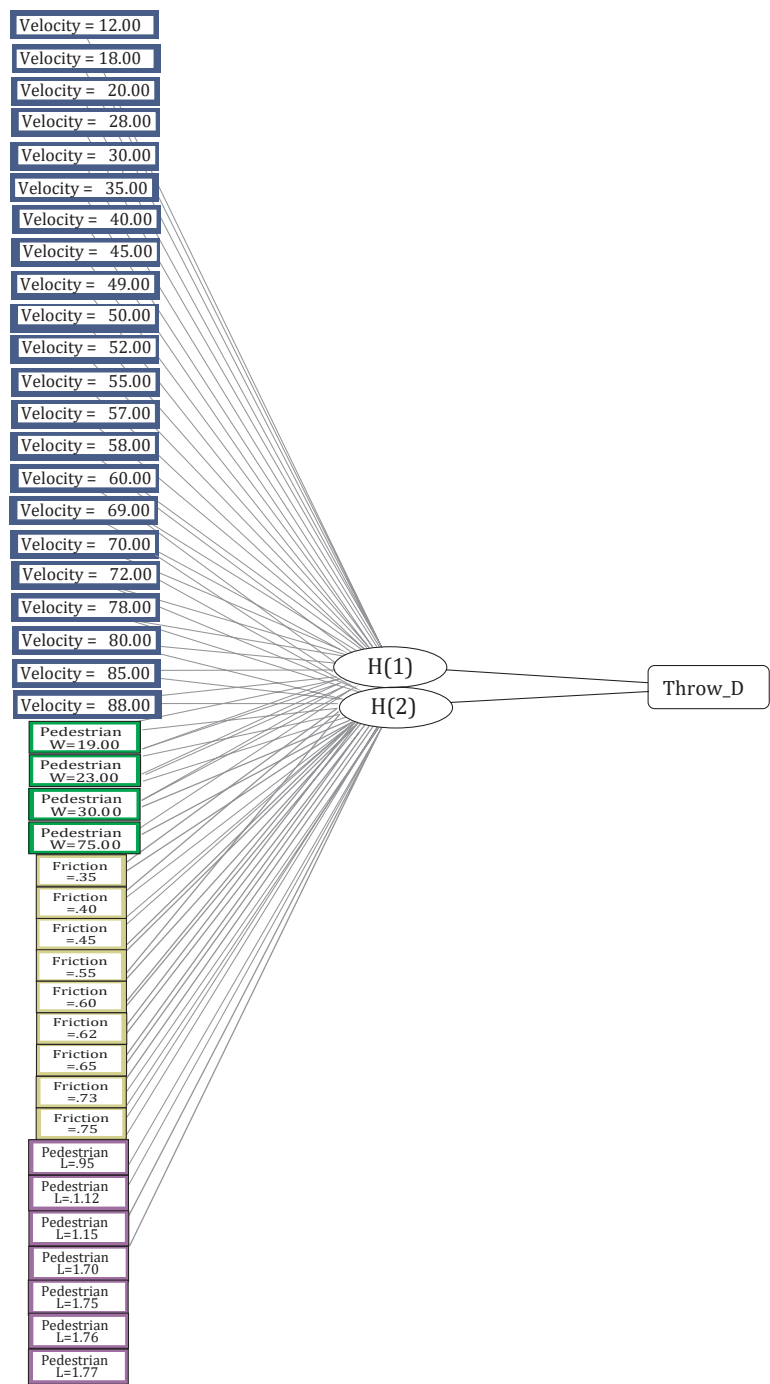 Velocity = 12.00
Velocity = 18.00
Velocity = 20.00
Velocity = 28.00
Velocity = 30.00
Velocity = 35.00
Velocity = 40.00
Velocity = 45.00
Velocity = 49.00
Velocity = 50.00
Velocity = 52.00
Velocity = 55.00
Velocity = 57.00
Velocity = 58.00
Velocity = 60.00
Velocity = 69.00
Velocity = 70.00
Velocity = 72.00
Velocity = 78.00
Velocity = 80.00
Velocity = 85.00
Velocity = 88.00
Pedestrian
W=19.00
Pedestrian
W=23.00
Pedestrian
W=30.00
Pedestrian
W=75.00
Friction
=.35
Friction
=.40
Friction
=.45
Friction
=.55
Friction
=.60
Friction
=.62
Friction
=.65
Friction
=.73
Friction
=.75
Pedestrian
L=.95
Pedestrian
L=.1.12
Pedestrian
L=1.15
Pedestrian
L=1.70
Pedestrian
L=1.75
Pedestrian
L=1.76
Pedestrian
L=1.77
H(1)
H(2)
Throw_D